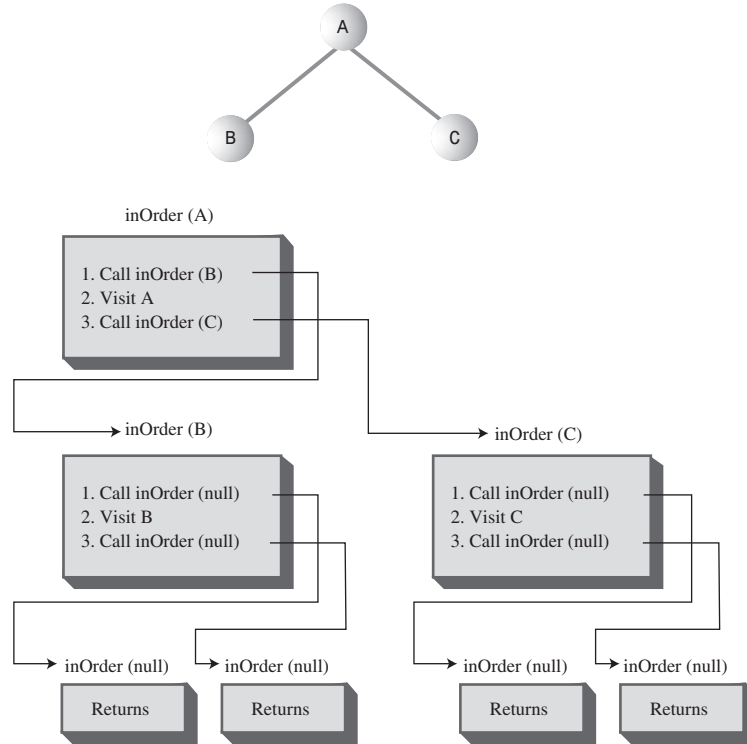 A
B
C
inOrder (A)
1. Call inOrder (B)
2. Visit A
3. Call inOrder (C)
inOrder (B)
1. Call inOrder (null)
2. Visit B
3. Call inOrder (null)
inOrder (C)
1. Call inOrder (null)
2. Visit C
3. Call inOrder (null)
inOrder (null)
Returns
inOrder (null)
Returns
inOrder (null)
Returns
inOrder (null)
Returns